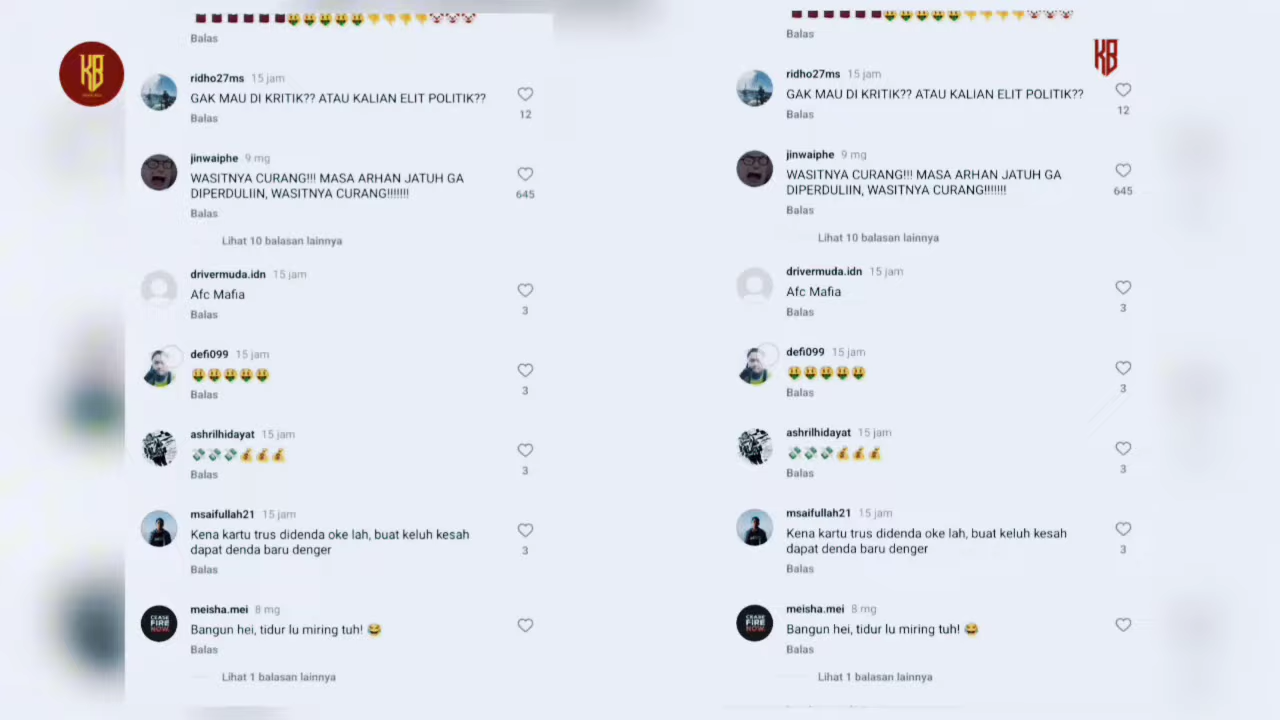 Balas
ridho27ms 15 jam
GAK MAU DI KRITIK?? ATAU KALIAN ELIT POLITIK??
12
Balas
jinwaiphe 9 mg
WASITNYA CURANG!!! MASA ARHAN JATUH GA
DIPERDULIIN, WASITNYA CURANG!!!!!!!
645
Balas
Lihat 10 balasan lainnya
drivermuda.idn 15 jam
Afc Mafia
3
Balas
defi099 15 jam
🤑🤑🤑🤑🤑
3
Balas
ashrilhidayat 15 jam
💸💸💸💰💰💰
3
Balas
msaifullah21 15 jam
Kena kartu trus didenda oke lah, buat keluh kesah
dapat denda baru denger
3
Balas
meisha.mei 8 mg
Bangun hei, tidur lu miring tuh! 😂
Balas
Lihat 1 balasan lainnya
KB
CEASE
FIRE
NOW
Balas
ridho27ms 15 jam
GAK MAU DI KRITIK?? ATAU KALIAN ELIT POLITIK??
12
Balas
jinwaiphe 9 mg
WASITNYA CURANG!!! MASA ARHAN JATUH GA
DIPERDULIIN, WASITNYA CURANG!!!!!!!
645
Balas
Lihat 10 balasan lainnya
drivermuda.idn 15 jam
Afc Mafia
3
Balas
defi099 15 jam
🤑🤑🤑🤑🤑
3
Balas
ashrilhidayat 15 jam
💸💸💸💰💰💰
3
Balas
msaifullah21 15 jam
Kena kartu trus didenda oke lah, buat keluh kesah
dapat denda baru denger
3
Balas
meisha.mei 8 mg
Bangun hei, tidur lu miring tuh! 😂
Balas
Lihat 1 balasan lainnya
KB
CEASE
FIRE
NOW